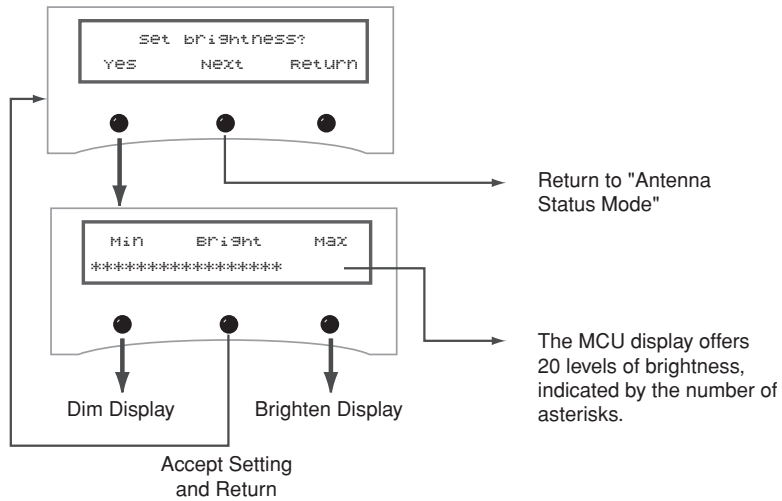 Set Brightness?
Yes Next Return
Return to "Antenna
Status Mode"
Min Bright Max
*****************
The MCU display offers
20 levels of brightness,
indicated by the number of
asterisks.
Dim Display
Brighten Display
Accept Setting
and Return